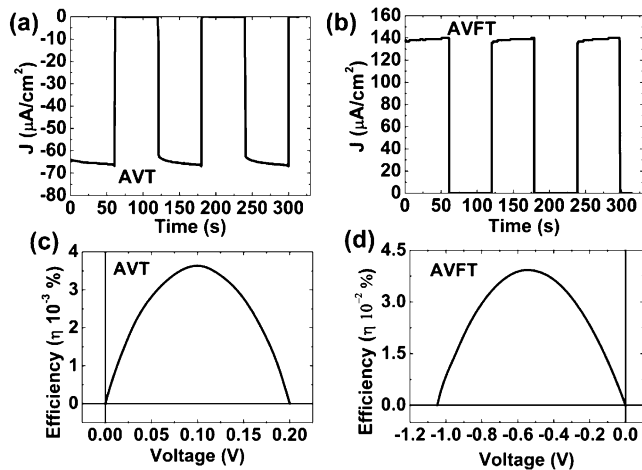 (a)
J (μA/cm²)
0
-10
-20
-30
-40
-50
-60
-70
-80
AVT
0 50 100 150 200 250 300
Time (s)
(b)
AVFT
J (μA/cm²)
160
140
120
100
80
60
40
20
0
0 50 100 150 200 250 300
Time (s)
(c)
AVT
Efficiency (η 10⁻³ %)
4
3
2
1
0
0.00 0.05 0.10 0.15 0.20
Voltage (V)
(d)
AVFT
Efficiency (η 10⁻² %)
4.5
3.0
1.5
0.0
-1.2 -1.0 -0.8 -0.6 -0.4 -0.2 0.0
Voltage (V)